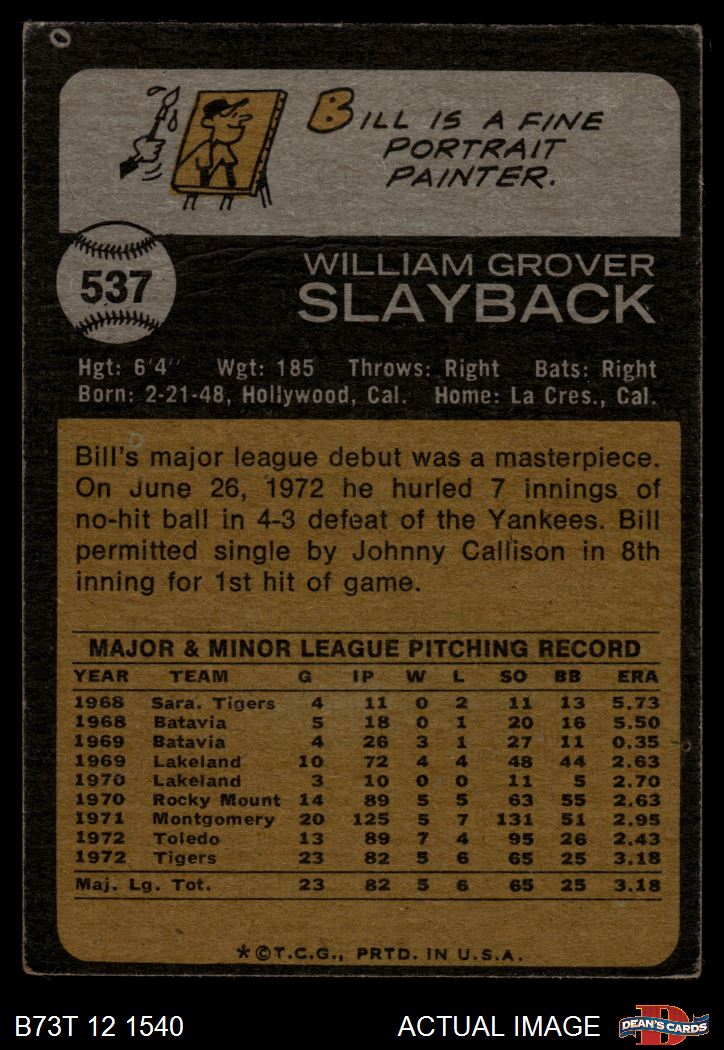 BILL IS A FINE
PORTRAIT
PAINTER.
537
WILLIAM GROVER
SLAYBACK
Hgt: 6'4" Wgt: 185 Throws: Right Bats: Right
Born: 2-21-48, Hollywood, Cal. Home: La Cres., Cal.
Bill's major league debut was a masterpiece.
On June 26, 1972 he hurled 7 innings of
no-hit ball in 4-3 defeat of the Yankees. Bill
permitted single by Johnny Callison in 8th
inning for 1st hit of game.
MAJOR & MINOR LEAGUE PITCHING RECORD
YEAR TEAM G IP W L SO BB ERA
1968 Sara. Tigers 4 11 0 2 11 13 5.73
1968 Batavia 5 18 0 1 20 16 5.50
1969 Batavia 4 26 3 1 27 11 0.35
1969 Lakeland 10 72 4 4 48 44 2.63
1970 Lakeland 3 10 0 0 11 5 2.70
1970 Rocky Mount 14 89 5 5 63 55 2.63
1971 Montgomery 20 125 5 7 131 51 2.95
1972 Toledo 13 89 7 4 95 26 2.43
1972 Tigers 23 82 5 6 65 25 3.18
Maj. Lg. Tot. 23 82 5 6 65 25 3.18
*©T.C.G., PRTD. IN U.S.A.
B73T 12 1540 ACTUAL IMAGE D DEAN'S CARDS